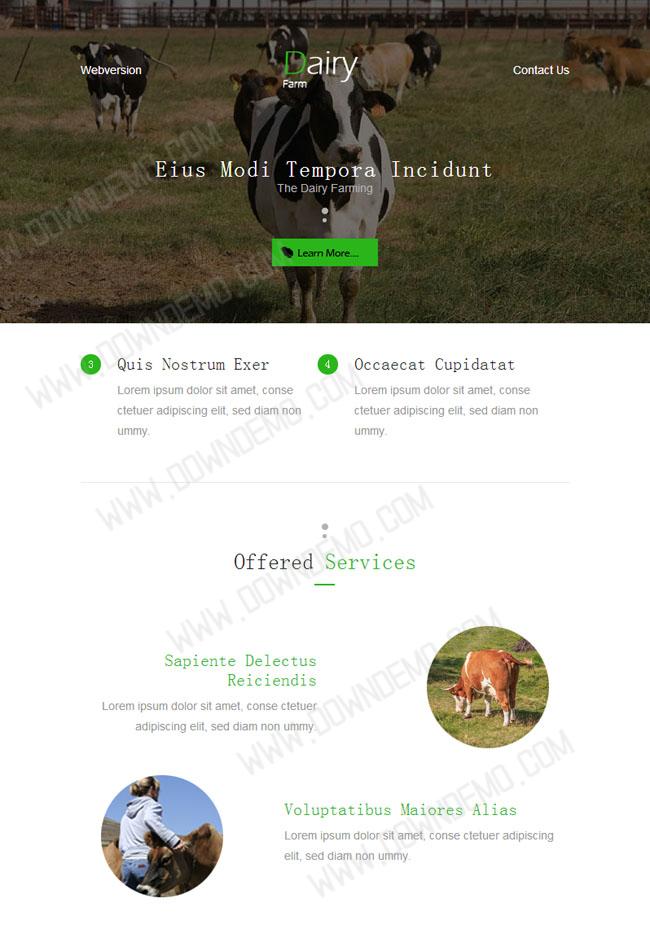 Webversion
Dairy
Farm
Contact Us
Eius Modi Tempora Incidunt
The Dairy Farming
Learn More....
3
Quis Nostrum Exer
Lorem ipsum dolor sit amet, conse
ctetuer adipiscing elit, sed diam non
ummy.
4
Occaecat Cupidatat
Lorem ipsum dolor sit amet, conse
ctetuer adipiscing elit, sed diam non
ummy.
Offered Services
Sapiente Delectus
Reiciendis
Lorem ipsum dolor sit amet, conse ctetuer
adipiscing elit, sed diam non ummy.
Voluptatibus Maiores Alias
Lorem ipsum dolor sit amet, conse ctetuer adipiscing
elit, sed diam non ummy.
WWW.DOWNDEMO.COM
WWW.DOWNDEMO.COM
WWW.DOWNDEMO.COM
WWW.DOWNDEMO.COM
WWW.DOWNDEMO.COM
WWW.DOWNDEMO.COM